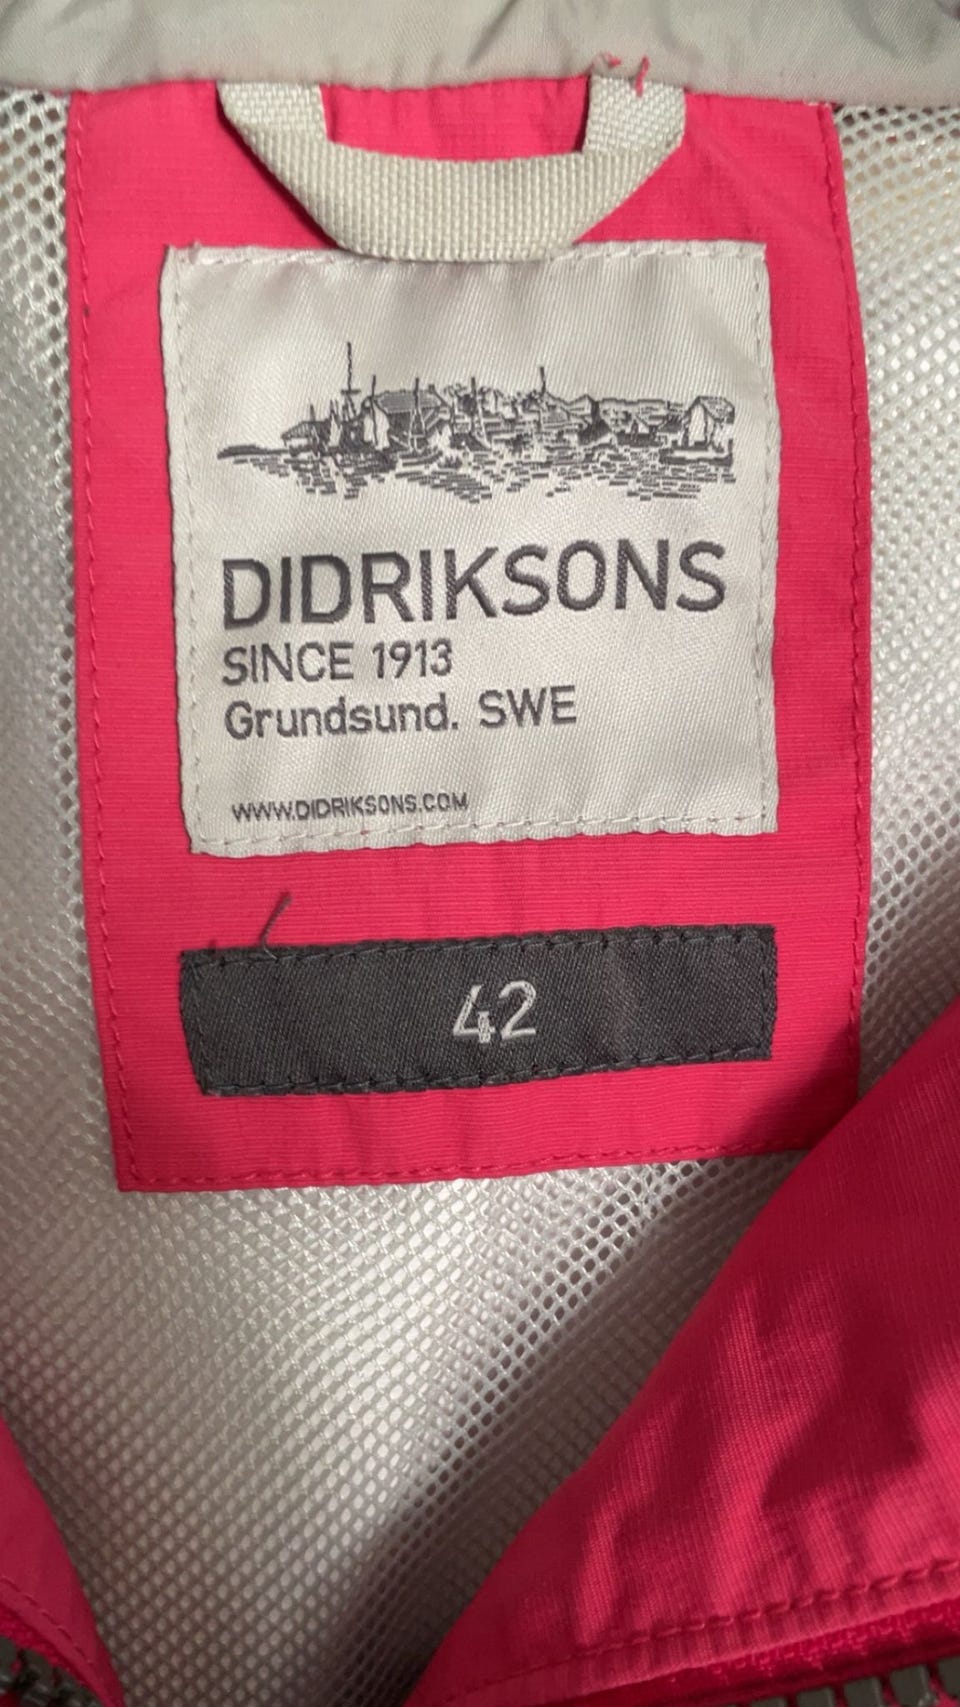 DIDRIKSONS
SINCE 1913
Grundsund. SWE
WWW.DIDRIKSONS.COM
42